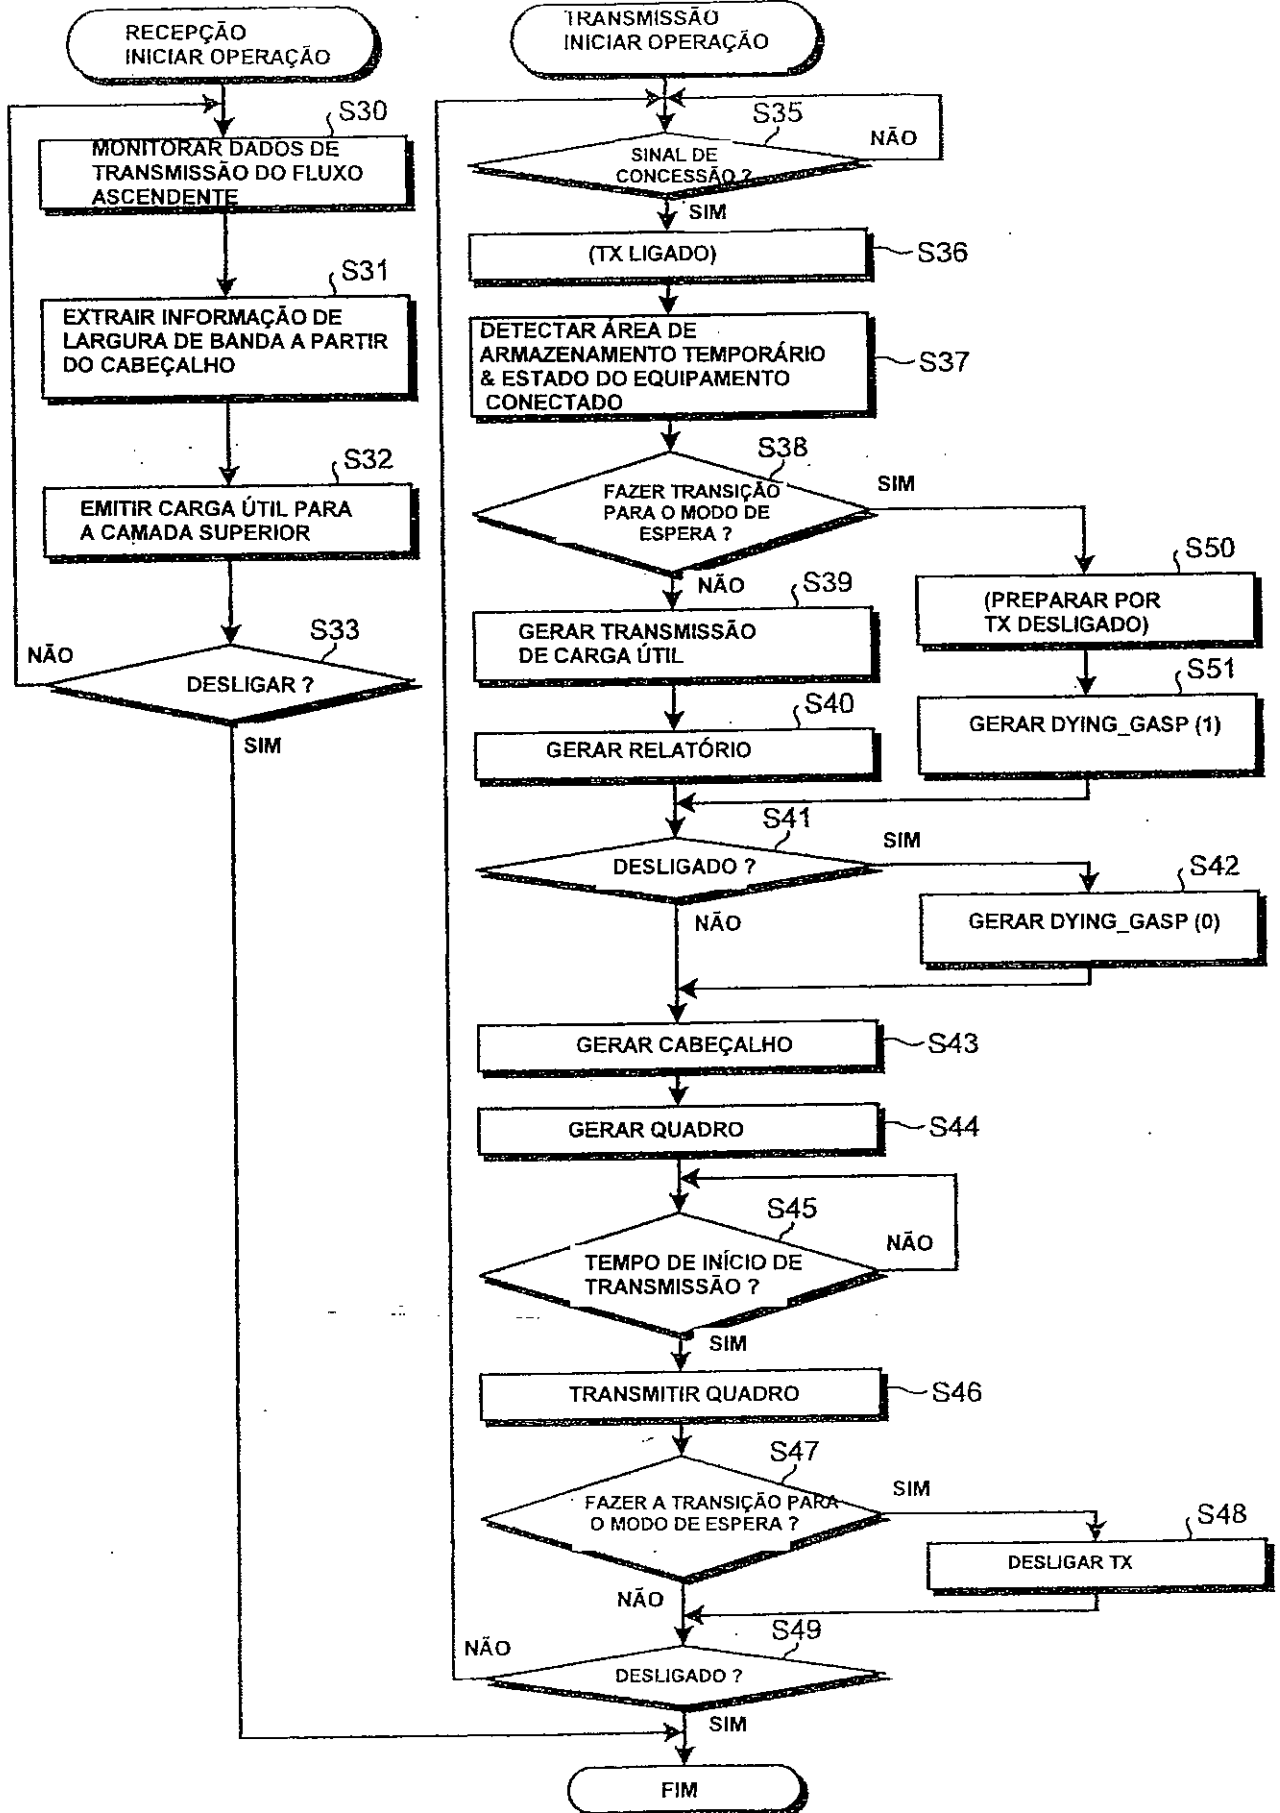 RECEPÇÃO
INICIAR OPERAÇÃO
S30
MONITORAR DADOS DE
TRANSMISSÃO DO FLUXO
ASCENDENTE
S31
EXTRAIR INFORMAÇÃO DE
LARGURA DE BANDA A PARTIR
DO CABEÇALHO
S32
EMITIR CARGA ÚTIL PARA
A CAMADA SUPERIOR
S33
NÃO
DESLIGAR ?
SIM
TRANSMISSÃO
INICIAR OPERAÇÃO
S35
NÃO
SINAL DE
CONCESSÃO ?
SIM
(TX LIGADO)
S36
DETECTAR ÁREA DE
ARMAZENAMENTO TEMPORÁRIO
& ESTADO DO EQUIPAMENTO
CONECTADO
S37
S38
SIM
FAZER TRANSIÇÃO
PARA O MODO DE
ESPERA ?
NÃO
S39
GERAR TRANSMISSÃO
DE CARGA ÚTIL
S50
(PREPARAR POR
TX DESLIGADO)
S51
GERAR DYING_GASP (1)
S40
GERAR RELATÓRIO
S41
SIM
DESLIGADO ?
NÃO
S42
GERAR DYING_GASP (0)
GERAR CABEÇALHO
S43
GERAR QUADRO
S44
S45
NÃO
TEMPO DE INÍCIO DE
TRANSMISSÃO ?
SIM
TRANSMITIR QUADRO
S46
S47
SIM
FAZER A TRANSIÇÃO PARA
O MODO DE ESPERA ?
S48
DESLIGAR TX
NÃO
S49
NÃO
DESLIGADO ?
SIM
FIM